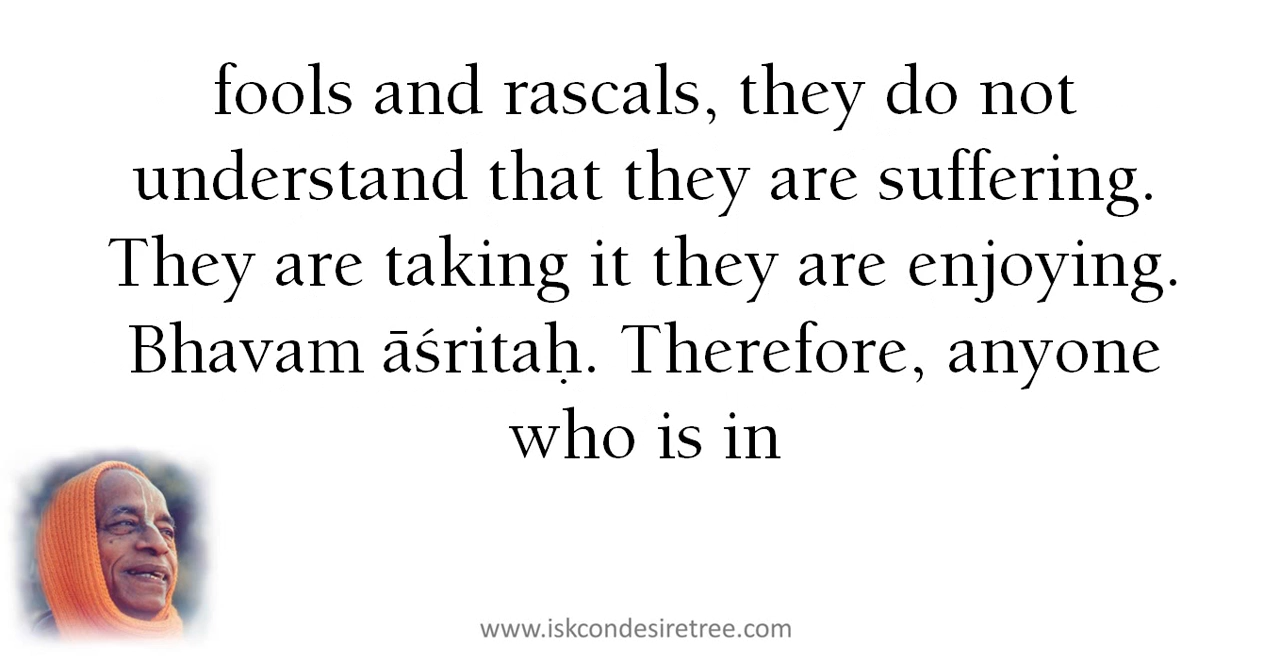 fools and rascals, they do not
understand that they are suffering.
They are taking it they are enjoying.
Bhavam āśritaḥ. Therefore, anyone
who is in
www.iskcondesiretree.com